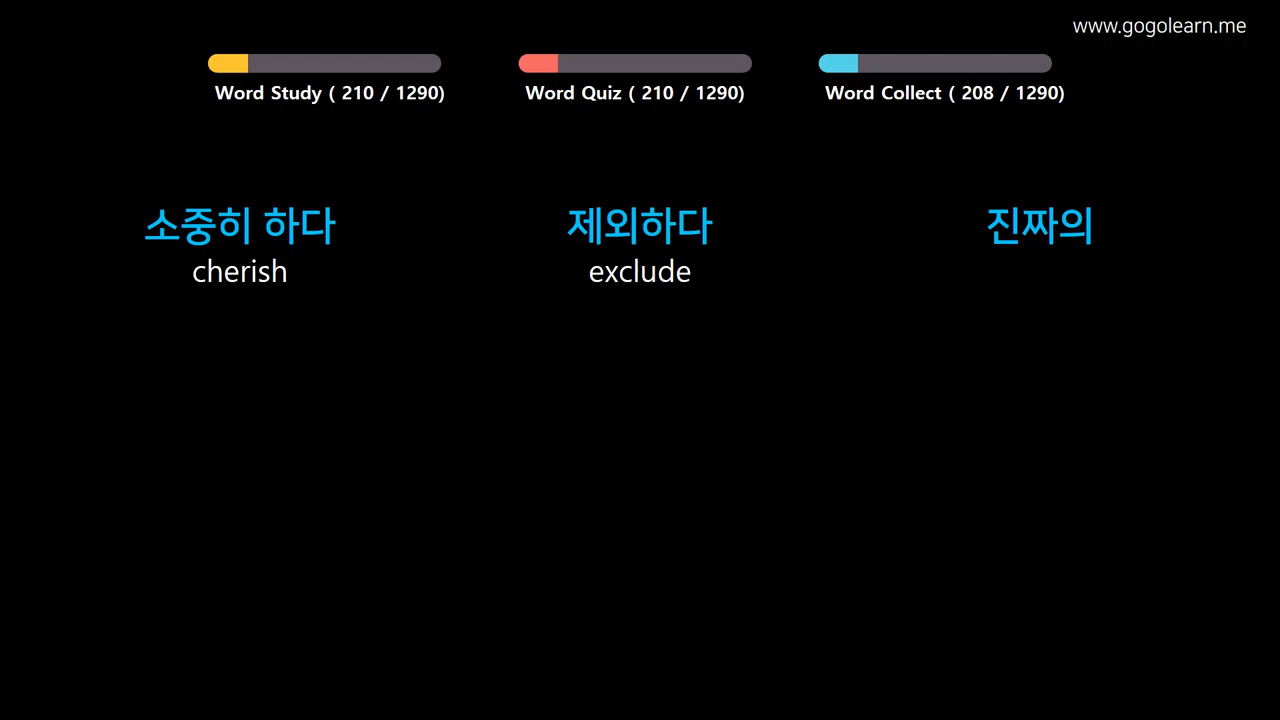 www.gogolearn.me
Word Study ( 210 / 1290)
Word Quiz ( 210 / 1290)
Word Collect ( 208 / 1290)
소중히 하다
cherish
제외하다
exclude
진짜의